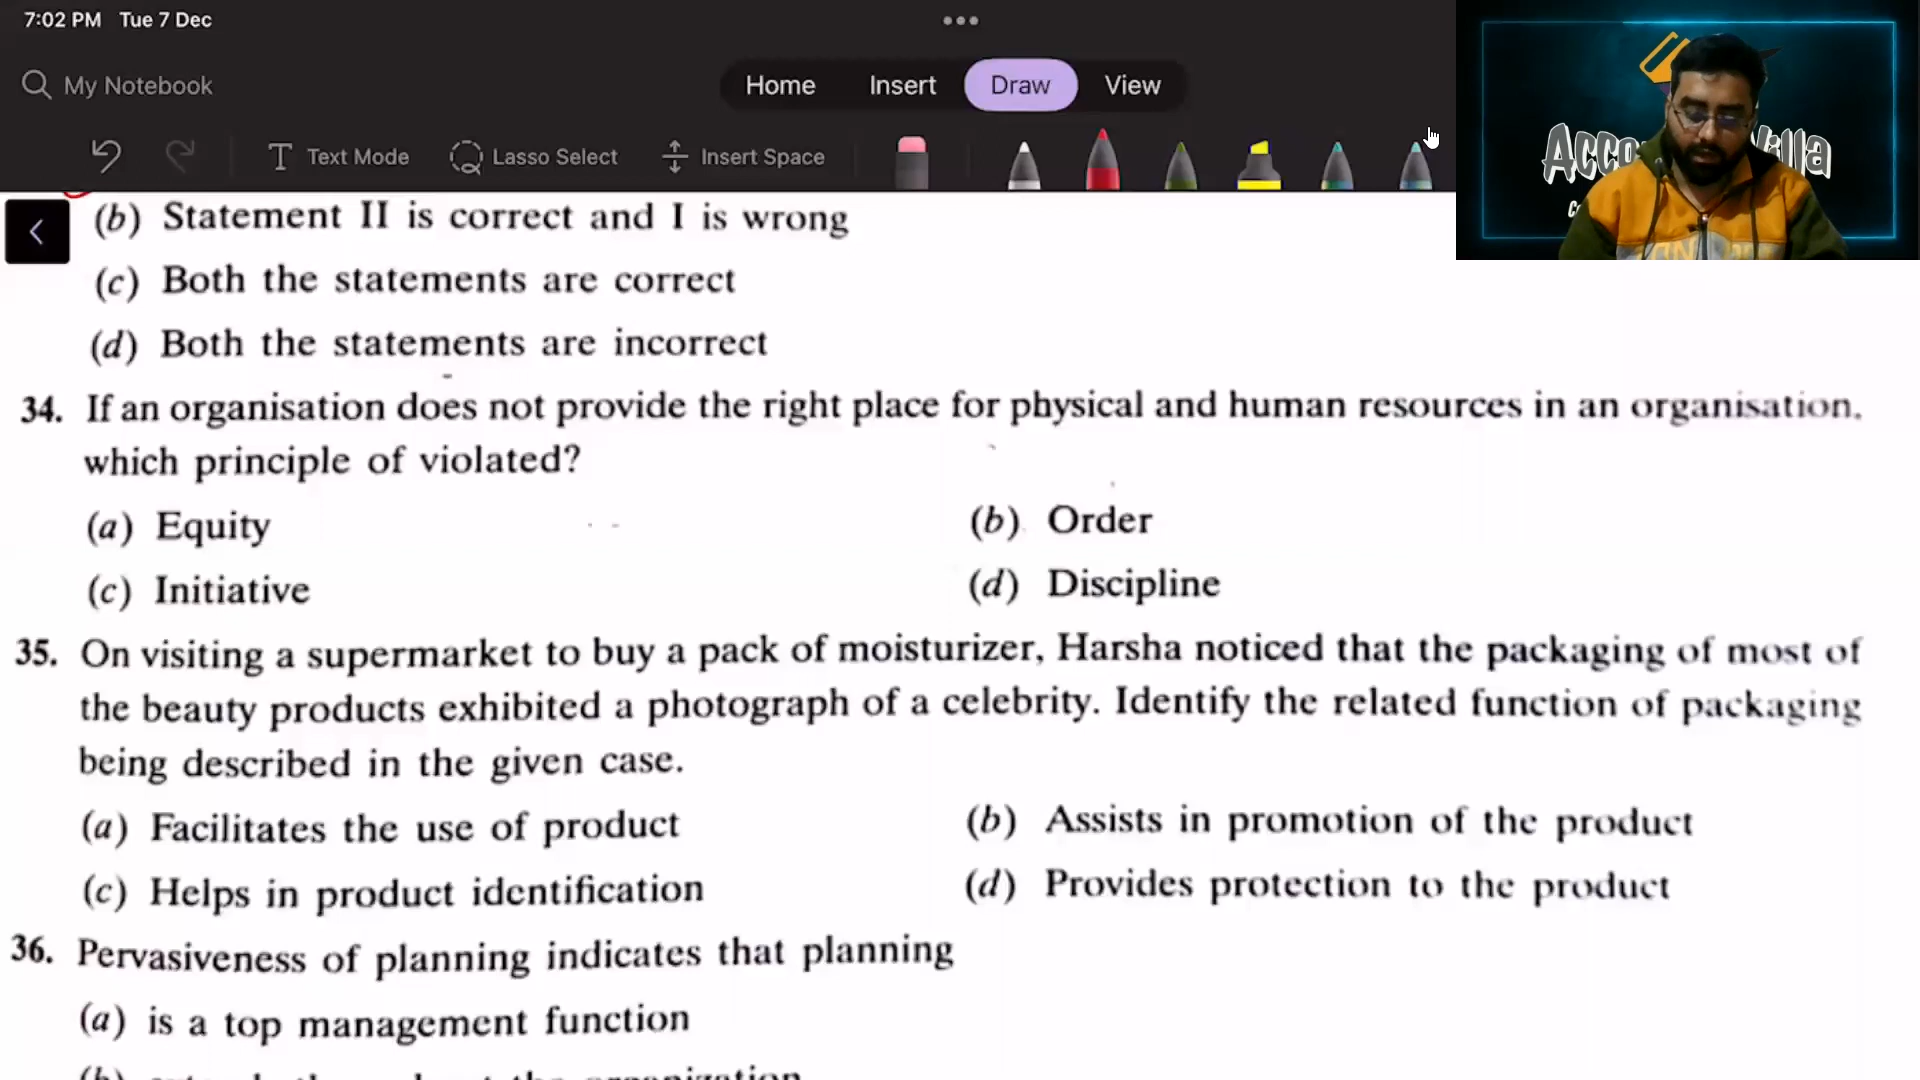 7:02 PM Tue 7 Dec
My Notebook
Home Insert Draw View
Text Mode Lasso Select Insert Space
(b) Statement II is correct and I is wrong
(c) Both the statements are correct
(d) Both the statements are incorrect
34. If an organisation does not provide the right place for physical and human resources in an organisation,
which principle of violated?
(a) Equity (b) Order
(c) Initiative (d) Discipline
35. On visiting a supermarket to buy a pack of moisturizer, Harsha noticed that the packaging of most of
the beauty products exhibited a photograph of a celebrity. Identify the related function of packaging
being described in the given case.
(a) Facilitates the use of product (b) Assists in promotion of the product
(c) Helps in product identification (d) Provides protection to the product
36. Pervasiveness of planning indicates that planning
(a) is a top management function